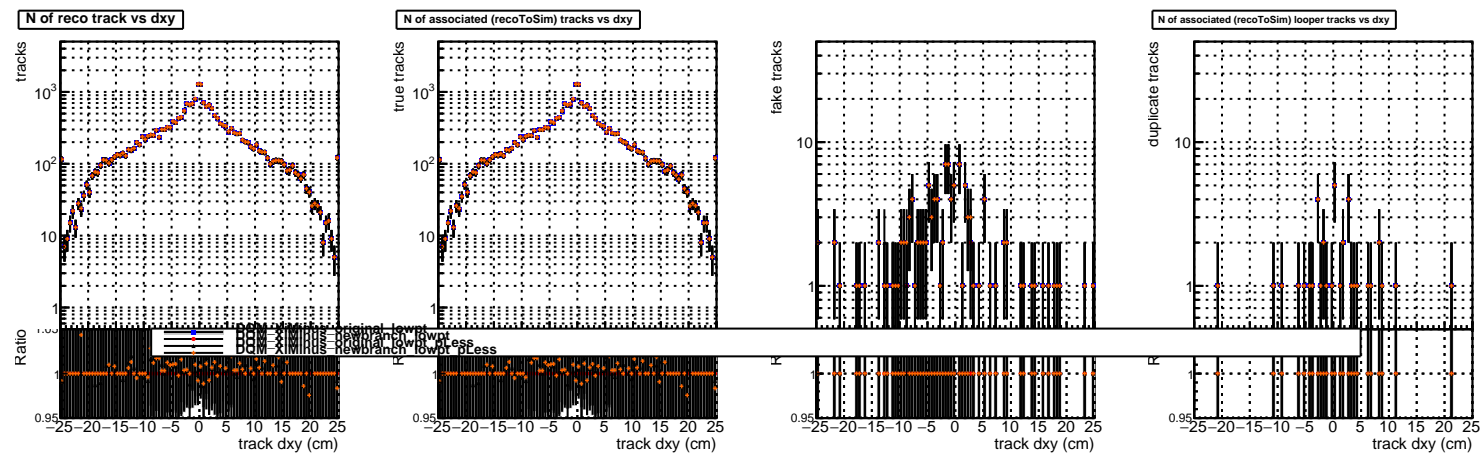 N of reco track vs dxy
N of associated (recoToSim) tracks vs dxy
N of associated (recoToSim) looper tracks vs dxy
tracks
10³
10²
10
1
true tracks
10³
10²
10
1
fake tracks
10
1
duplicate tracks
10
1
DQM_XiMinus_original_lowpt
DQM_XiMinus_newbranch_lowpt
DQM_XiMinus_original_lowpt_pLess
DQM_XiMinus_newbranch_lowpt_pLess
Ratio
1
0.95
1
0.95
1
0.95
1
0.95
−25 −20 −15 −10 −5 0 5 10 15 20 25
track dxy (cm)
−25 −20 −15 −10 −5 0 5 10 15 20 25
track dxy (cm)
−25 −20 −15 −10 −5 0 5 10 15 20 25
track dxy (cm)
−25 −20 −15 −10 −5 0 5 10 15 20 25
track dxy (cm)